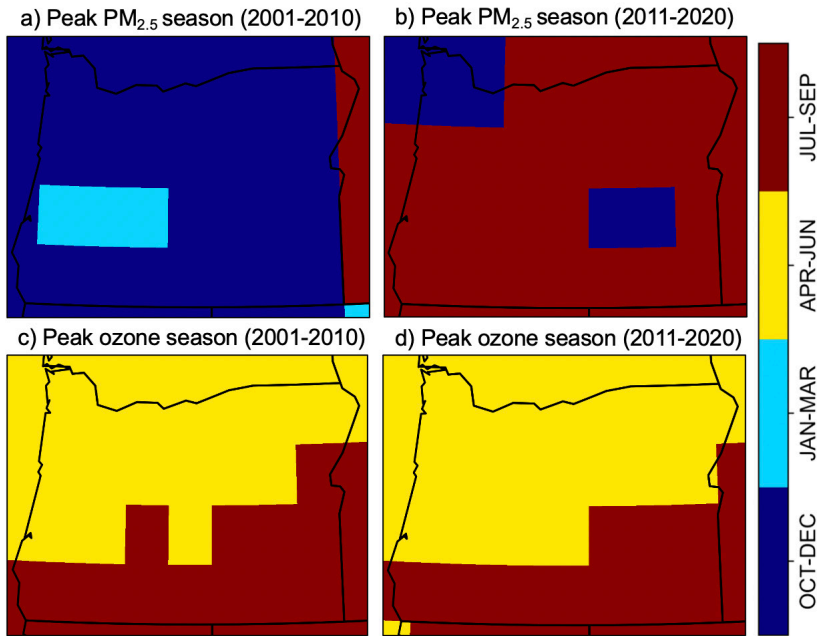 a) Peak PM2.5 season (2001-2010)
b) Peak PM2.5 season (2011-2020)
c) Peak ozone season (2001-2010)
d) Peak ozone season (2011-2020)
JUL-SEP
APR-JUN
JAN-MAR
OCT-DEC